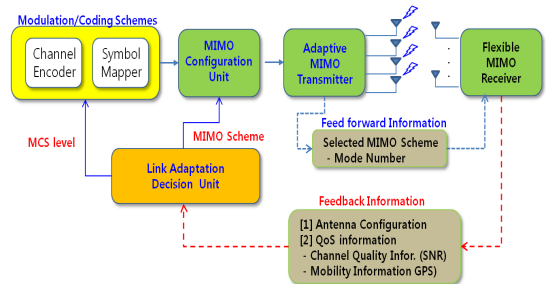 Modulation/Coding Schemes
Channel
Encoder
Symbol
Mapper
MIMO
Configuration
Unit
Adaptive
MIMO
Transmitter
Flexible
MIMO
Receiver
Feed forward Information
Selected MIMO Scheme
- Mode Number
MCS level
MIMO Scheme
Link Adaptation
Decision Unit
Feedback Information
[1] Antenna Configuration
[2] QoS information
- Channel Quality Infor. (SNR)
- Mobility Information GPS)